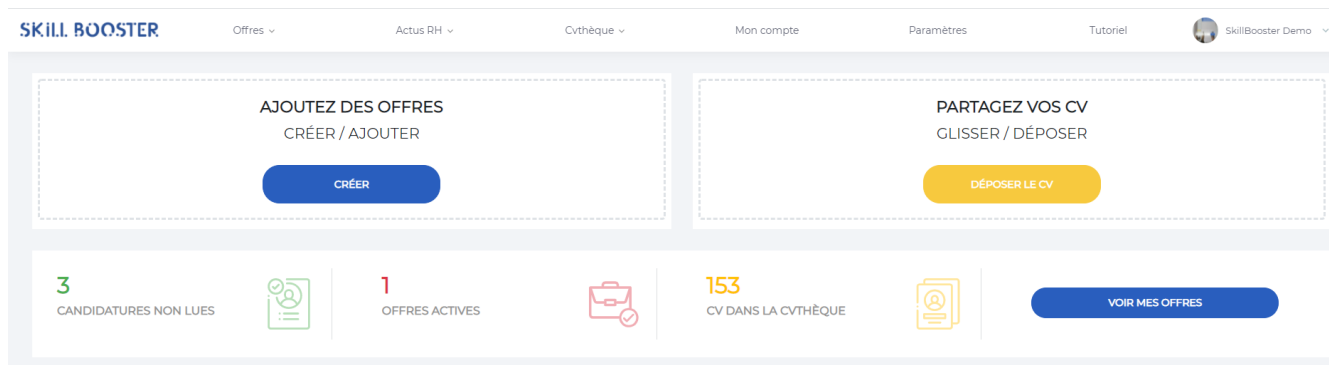 SKILL BOOSTER
Offres
Actus RH
Cvthèque
Mon compte
Paramètres
Tutoriel
SkillBooster Demo
AJOUTEZ DES OFFRES
CRÉER / AJOUTER
CRÉER
PARTAGEZ VOS CV
GLISSER / DÉPOSER
DÉPOSER LE CV
3
CANDIDATURES NON LUES
1
OFFRES ACTIVES
153
CV DANS LA CVTHÈQUE
VOIR MES OFFRES